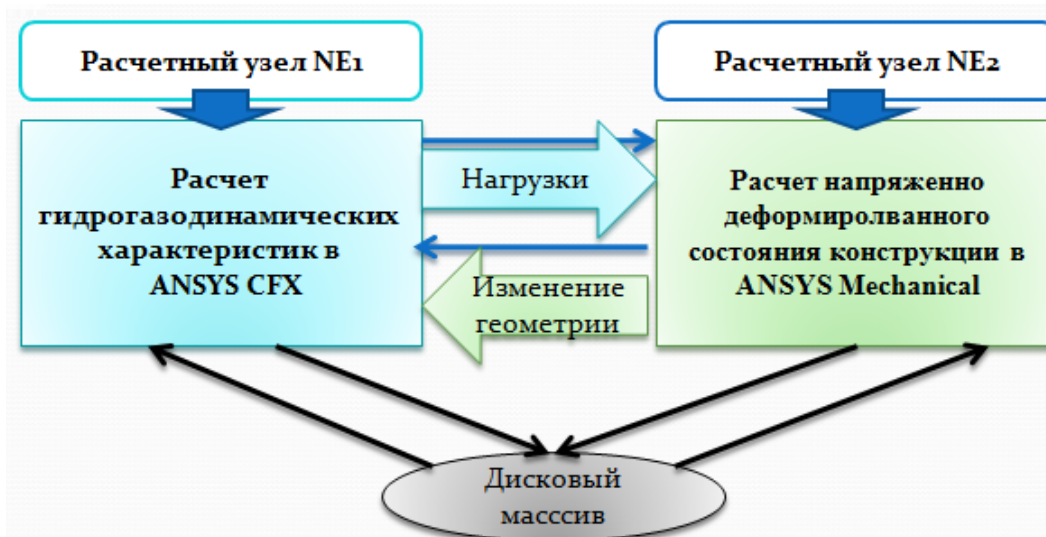 Расчетный узел NE1
Расчетный узел NE2
Расчет
гидрогазодинамических
характеристик в
ANSYS CFX
Нагрузки
Изменение
геометрии
Расчет напряженно
деформиролванного
состояния конструкции в
ANSYS Mechanical
Дисковый
масссив